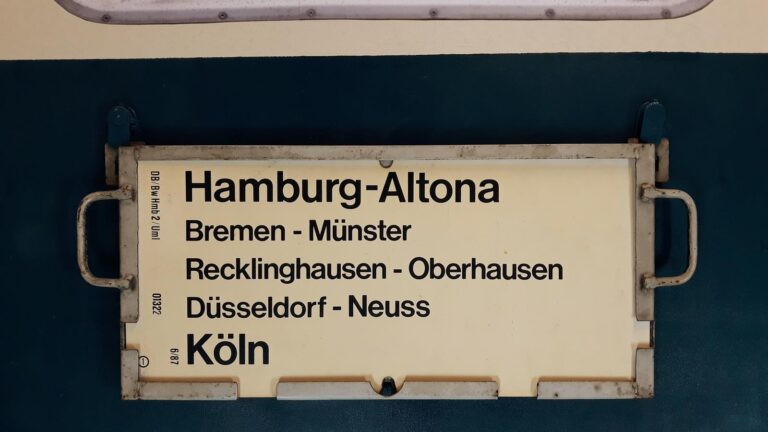 Hamburg-Altona
Bremen - Münster
Recklinghausen - Oberhausen
Düsseldorf - Neuss
Köln
DB/Bw Hmb 2/Uml
01322
6/87